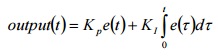 output(t) = K_p e(t) + K_I ∫_0^t e(τ)dτ